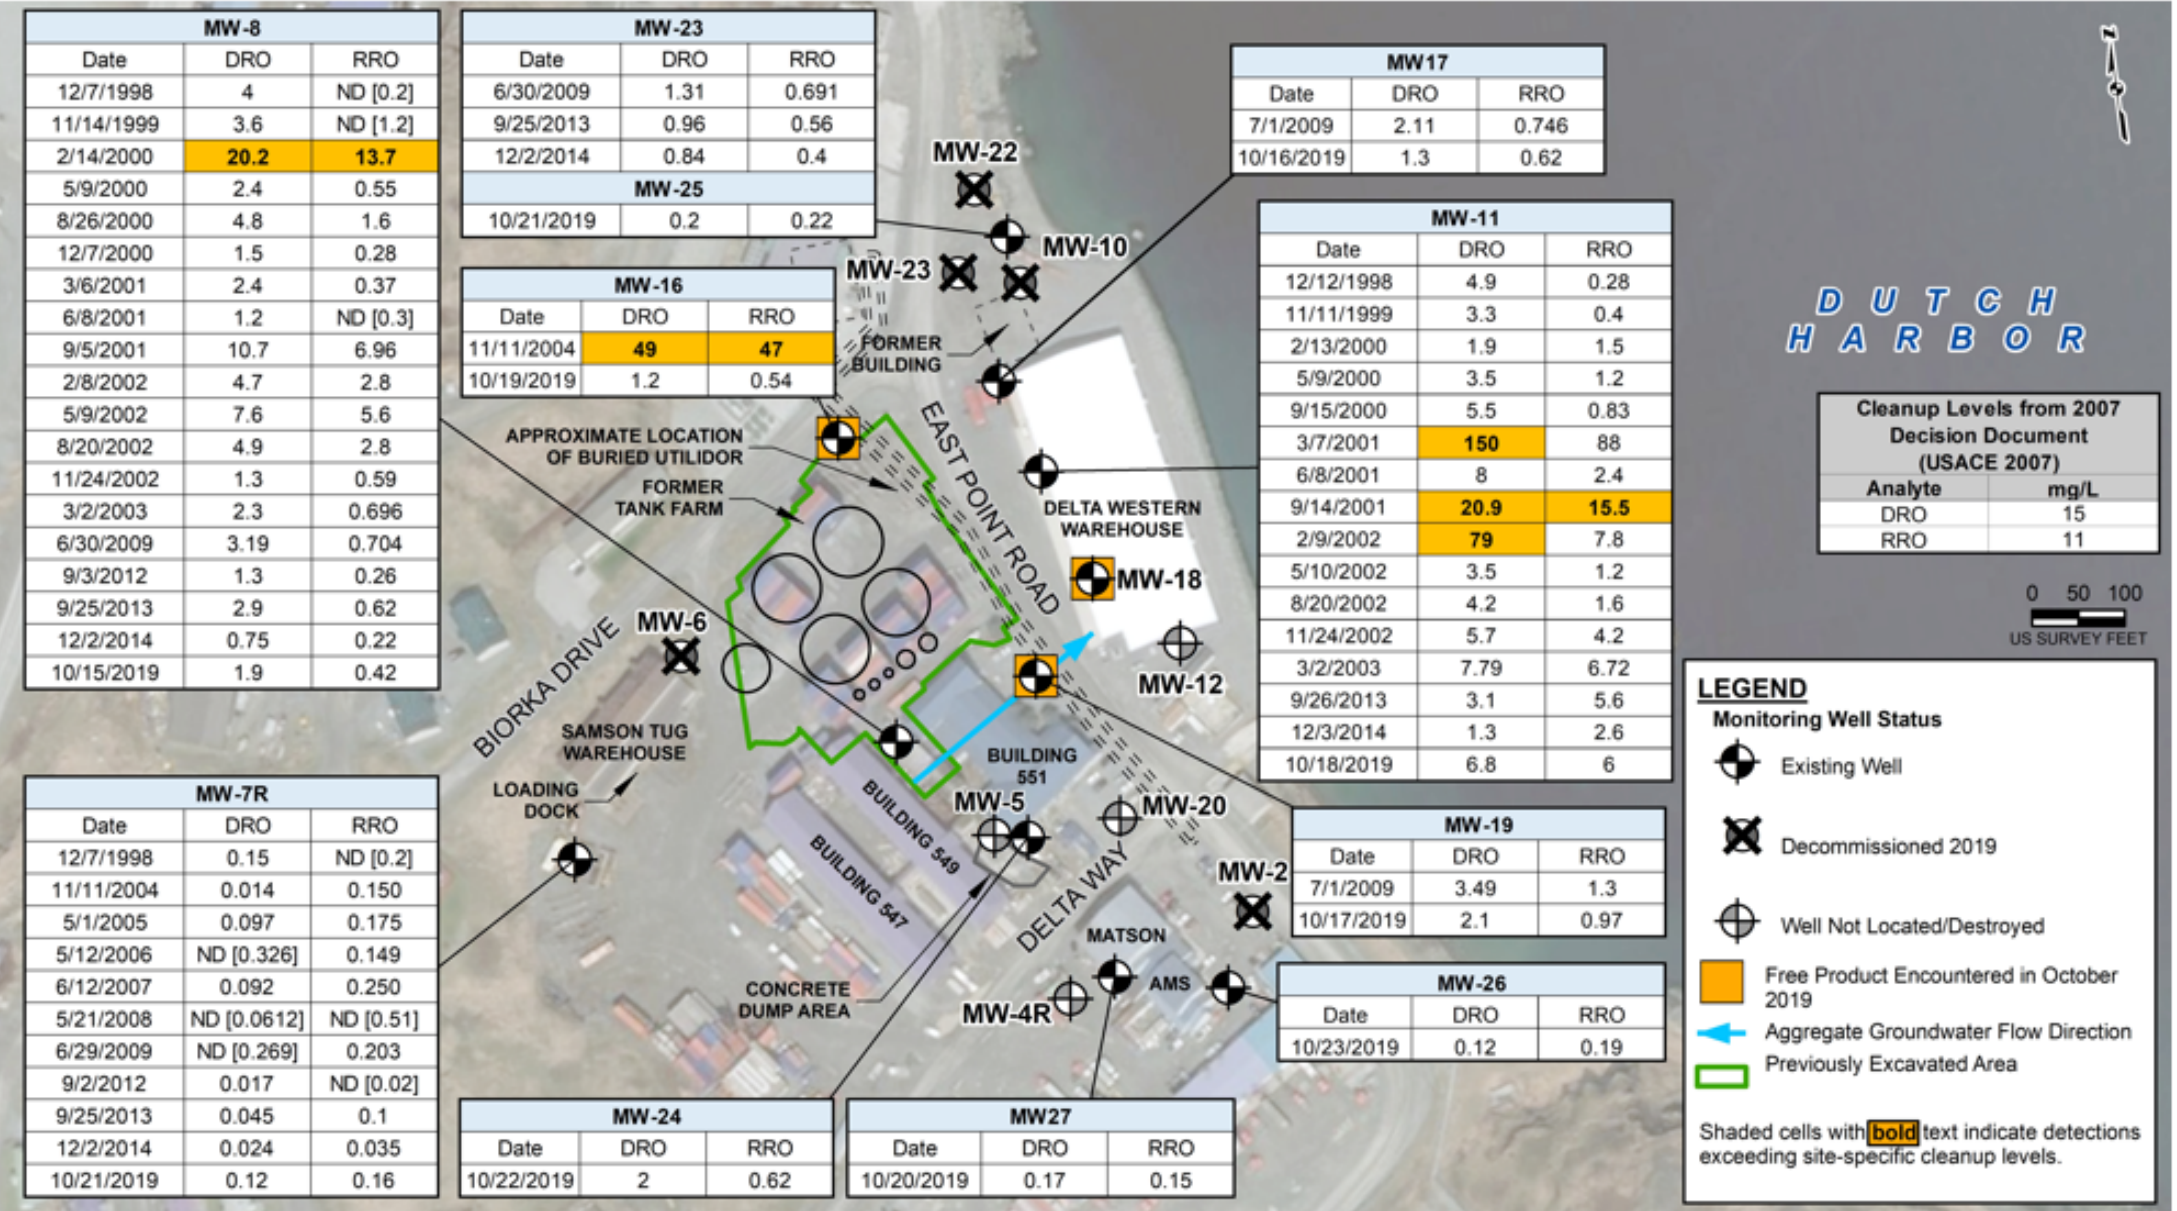 MW-8
Date DRO RRO
12/7/1998 4 ND [0.2]
11/14/1999 3.6 ND [1.2]
2/14/2000 20.2 13.7
5/9/2000 2.4 0.55
8/26/2000 4.8 1.6
12/7/2000 1.5 0.28
3/6/2001 2.4 0.37
6/8/2001 1.2 ND [0.3]
9/5/2001 10.7 6.96
2/8/2002 4.7 2.8
5/9/2002 7.6 5.6
8/20/2002 4.9 2.8
11/24/2002 1.3 0.59
3/2/2003 2.3 0.696
6/30/2009 3.19 0.704
9/3/2012 1.3 0.26
9/25/2013 2.9 0.62
12/2/2014 0.75 0.22
10/15/2019 1.9 0.42
MW-23
Date DRO RRO
6/30/2009 1.31 0.691
9/25/2013 0.96 0.56
12/2/2014 0.84 0.4
MW-25
10/21/2019 0.2 0.22
MW-16
Date DRO RRO
11/11/2004 49 47
10/19/2019 1.2 0.54
MW17
Date DRO RRO
7/1/2009 2.11 0.746
10/16/2019 1.3 0.62
MW-11
Date DRO RRO
12/12/1998 4.9 0.28
11/11/1999 3.3 0.4
2/13/2000 1.9 1.5
5/9/2000 3.5 1.2
9/15/2000 5.5 0.83
3/7/2001 150 88
6/8/2001 8 2.4
9/14/2001 20.9 15.5
2/9/2002 79 7.8
5/10/2002 3.5 1.2
8/20/2002 4.2 1.6
11/24/2002 5.7 4.2
3/2/2003 7.79 6.72
9/26/2013 3.1 5.6
12/3/2014 1.3 2.6
10/18/2019 6.8 6
N
DUTCH
HARBOR
Cleanup Levels from 2007
Decision Document
(USACE 2007)
Analyte mg/L
DRO 15
RRO 11
0 50 100
US SURVEY FEET
MW-22
MW-10
MW-23
FORMER
BUILDING
EAST POINT ROAD
APPROXIMATE LOCATION
OF BURIED UTILIDOR
FORMER
TANK FARM
DELTA WESTERN
WAREHOUSE
MW-18
MW-6
MW-12
BIORKA DRIVE
SAMSON TUG
WAREHOUSE
LOADING
DOCK
BUILDING
551
BUILDING 549
BUILDING 547
MW-5
MW-20
DELTA WAY
MW-2
CONCRETE
DUMP AREA
MATSON
AMS
MW-4R
MW-7R
Date DRO RRO
12/7/1998 0.15 ND [0.2]
11/11/2004 0.014 0.150
5/1/2005 0.097 0.175
5/12/2006 ND [0.326] 0.149
6/12/2007 0.092 0.250
5/21/2008 ND [0.0612] ND [0.51]
6/29/2009 ND [0.269] 0.203
9/2/2012 0.017 ND [0.02]
9/25/2013 0.045 0.1
12/2/2014 0.024 0.035
10/21/2019 0.12 0.16
MW-24
Date DRO RRO
10/22/2019 2 0.62
MW27
Date DRO RRO
10/20/2019 0.17 0.15
MW-19
Date DRO RRO
7/1/2009 3.49 1.3
10/17/2019 2.1 0.97
MW-26
Date DRO RRO
10/23/2019 0.12 0.19
LEGEND
Monitoring Well Status
Existing Well
Decommissioned 2019
Well Not Located/Destroyed
Free Product Encountered in October
2019
Aggregate Groundwater Flow Direction
Previously Excavated Area
Shaded cells with bold text indicate detections
exceeding site-specific cleanup levels.